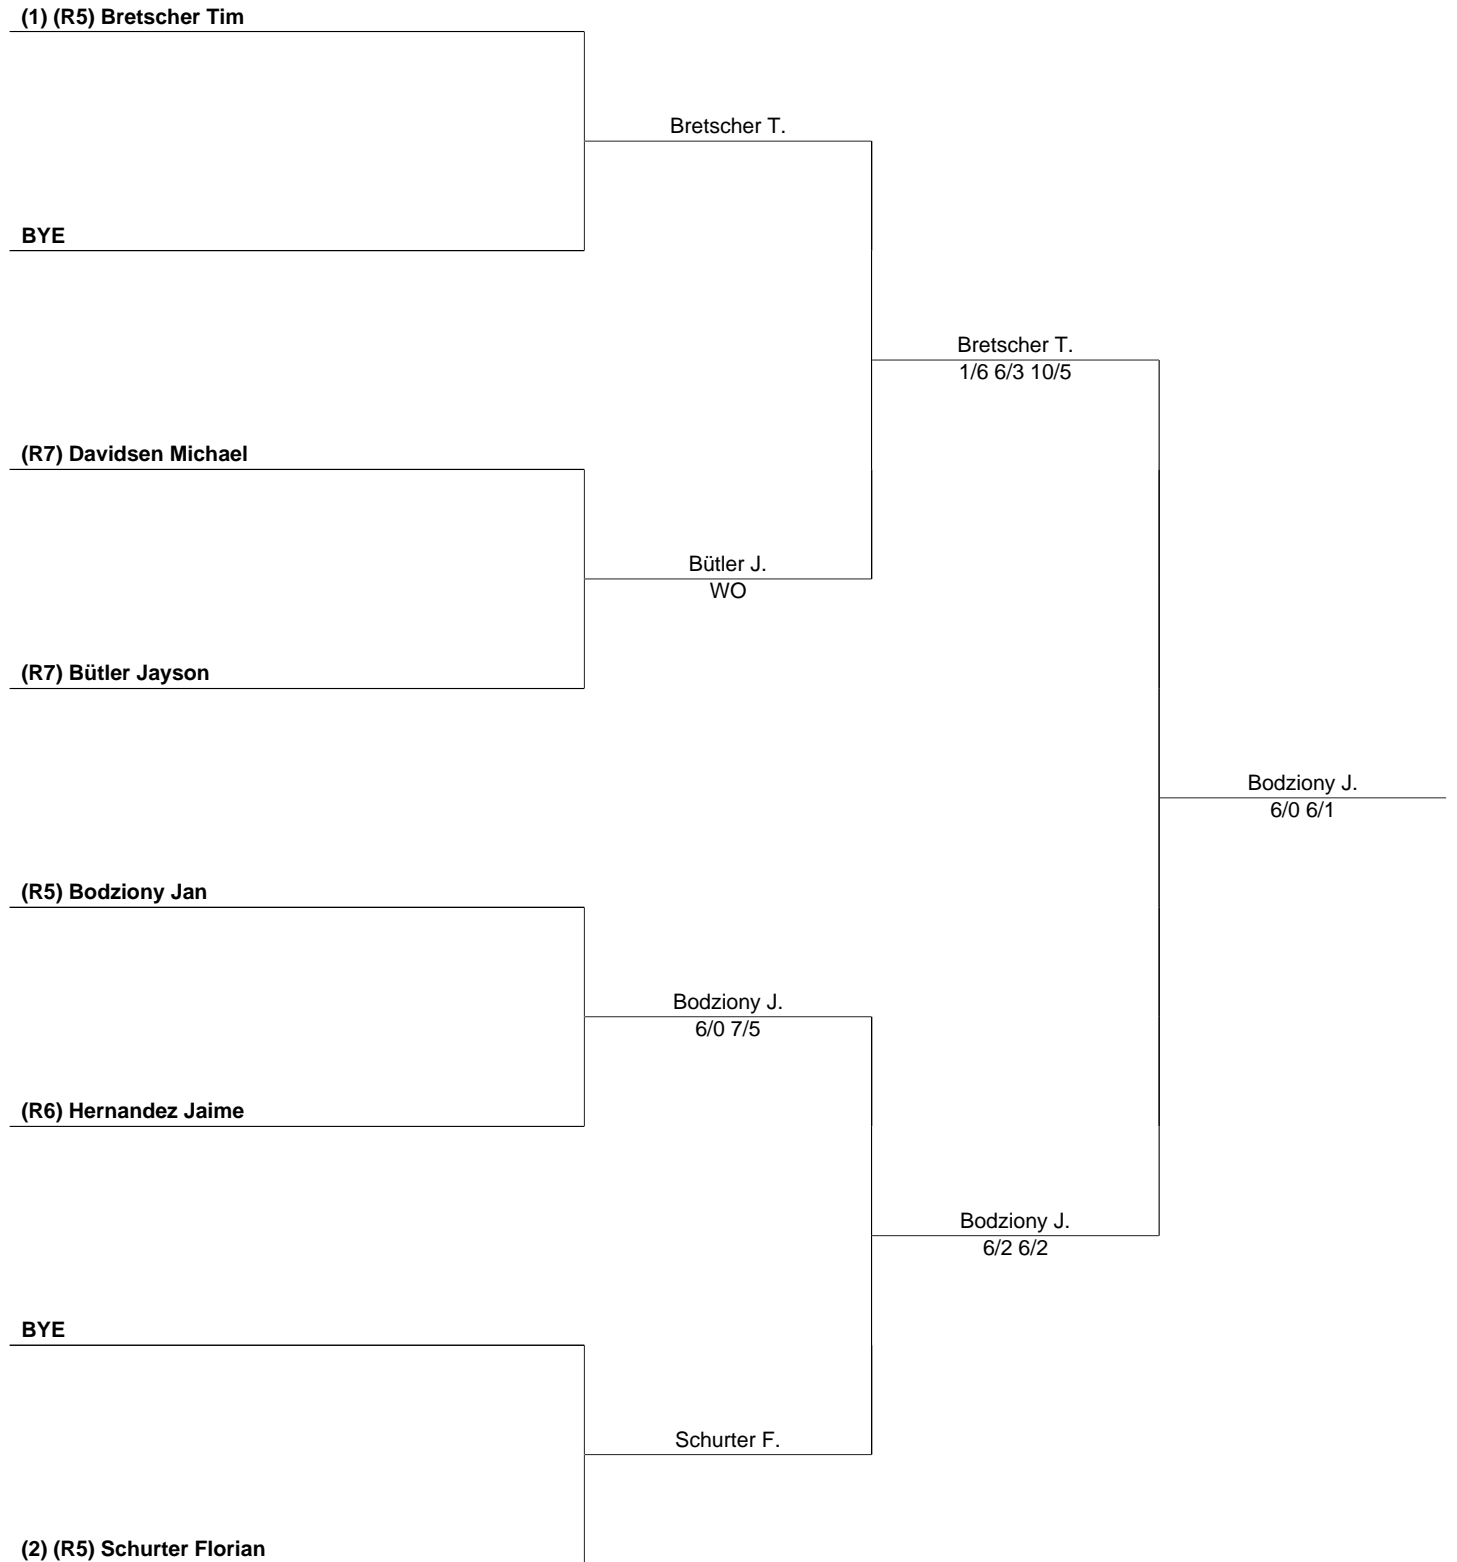 (1) (R5) Bretscher Tim
Bretscher T.
BYE
Bretscher T.
1/6 6/3 10/5
(R7) Davidsen Michael
Bütler J.
WO
(R7) Bütler Jayson
Bodziony J.
6/0 6/1
(R5) Bodziony Jan
Bodziony J.
6/0 7/5
(R6) Hernandez Jaime
Bodziony J.
6/2 6/2
BYE
Schurter F.
(2) (R5) Schurter Florian